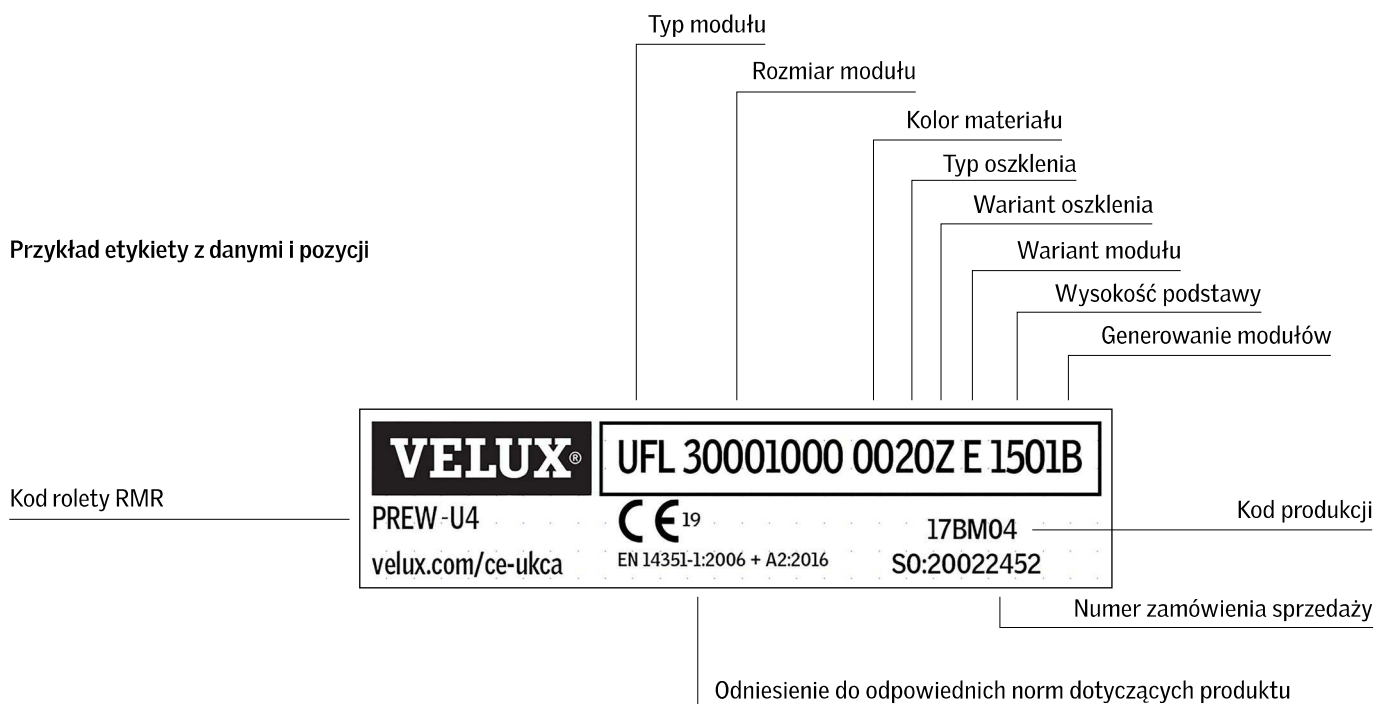 Typ modułu
Rozmiar modułu
Kolor materiału
Typ oszklenia
Wariant oszklenia
Wariant modułu
Przykład etykiety z danymi i pozycji
Wysokość podstawy
Generowanie modułów
VELUX®
UFL 30001000 0020Z E 1501B
Kod rolety RMR
PREW-U4
CE 19
17BM04
Kod produkcji
velux.com/ce-ukca
EN 14351-1:2006 + A2:2016
SO:20022452
Numer zamówienia sprzedaży
Odniesienie do odpowiednich norm dotyczących produktu